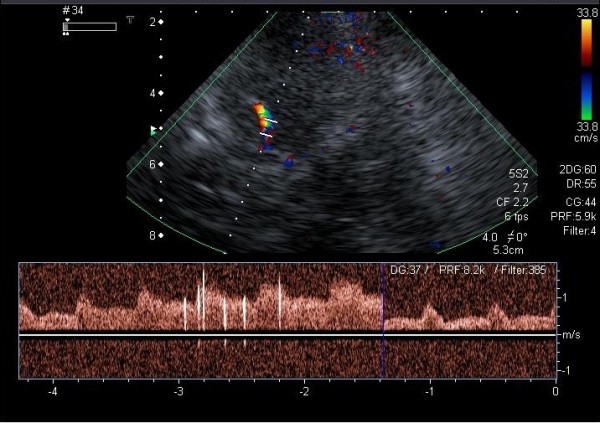 #34
T
2
4
6
8
33.8
33.8
cm/s
5S2
2.7
CF 2.2
6 fps
4.0 ≠0°
5.3cm
2DG:60
DR:55
CG:44
PRF:5.9k
Filter:4
DG:37 / PRF:8.2k / Filter:385
1
m/s
-1
-4 -3 -2 -1 0